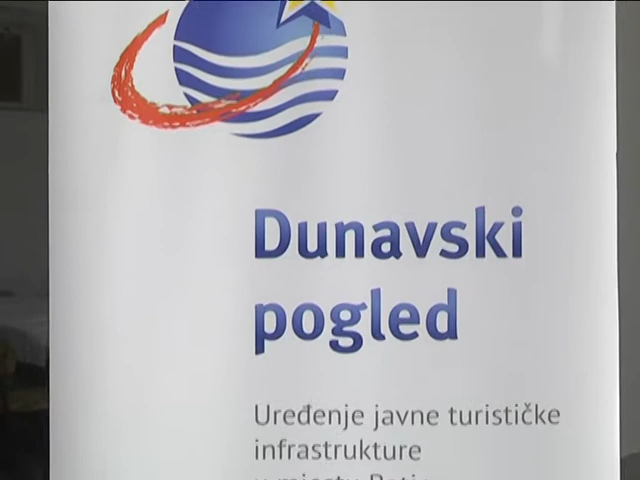 Dunavski
pogled
Uređenje javne turističke
infrastrukture